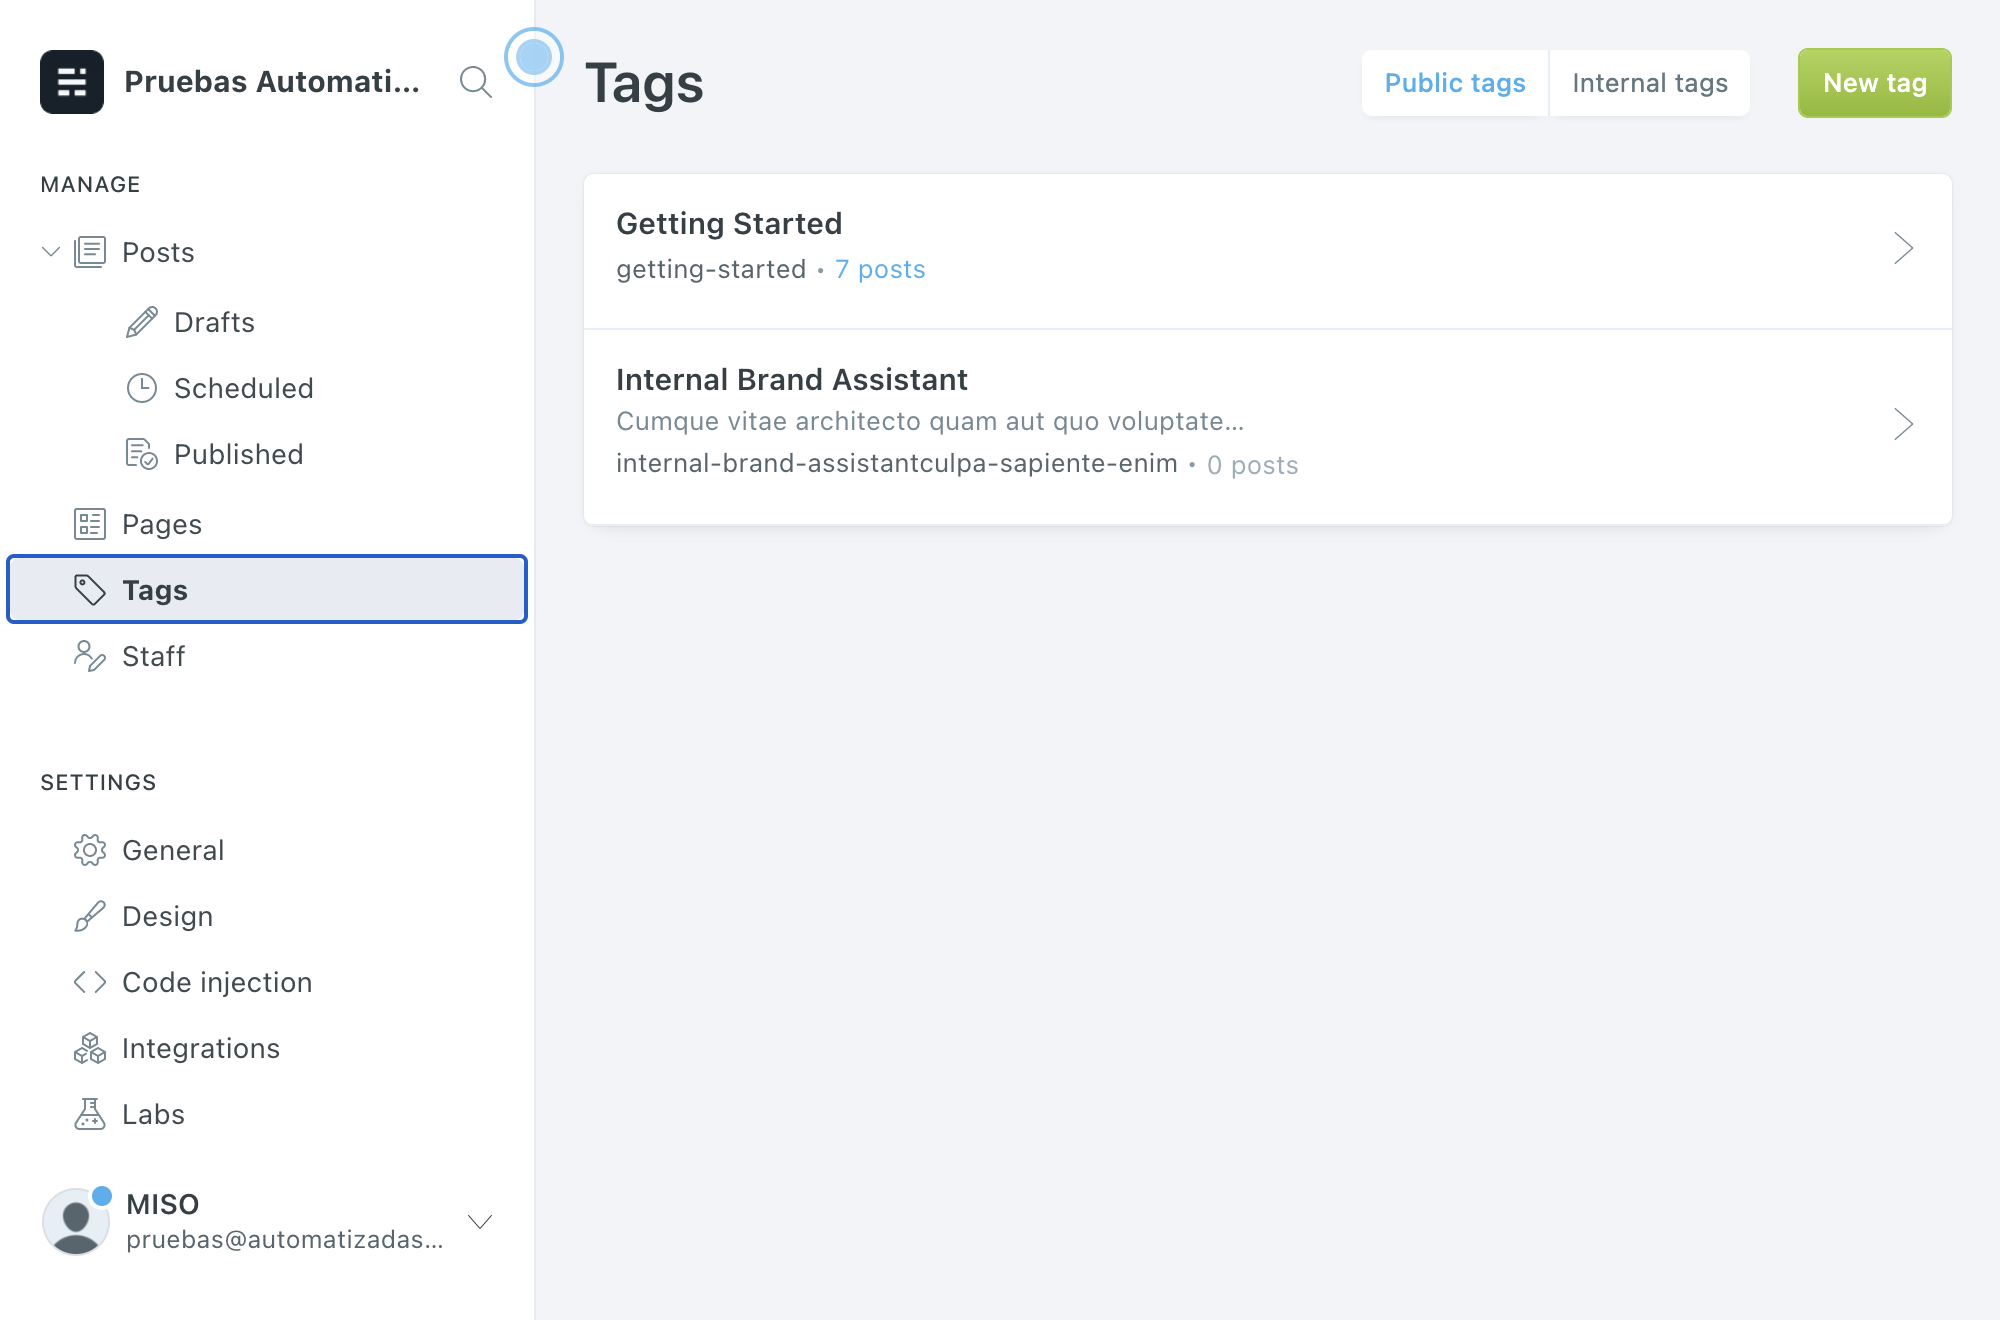 Pruebas Automati...
MANAGE
Posts
Drafts
Scheduled
Published
Pages
Tags
Staff
SETTINGS
General
Design
Code injection
Integrations
Labs
MISO
pruebas@automatizadas...
Tags
Public tags
Internal tags
New tag
Getting Started
getting-started • 7 posts
Internal Brand Assistant
Cumque vitae architecto quam aut quo voluptate...
internal-brand-assistantculpa-sapiente-enim • 0 posts